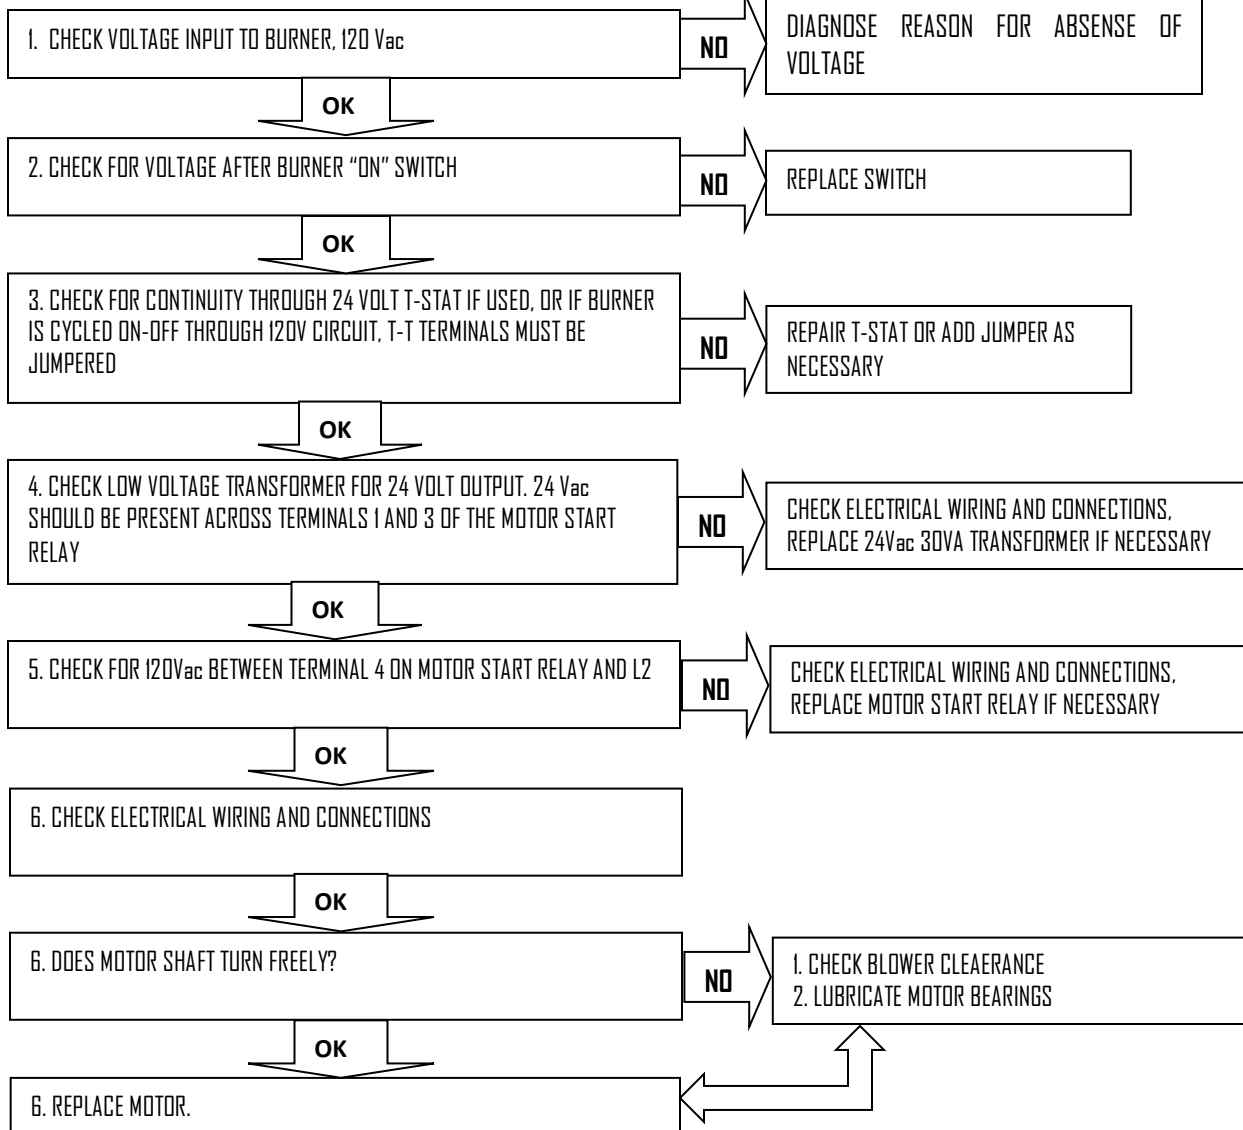 1. CHECK VOLTAGE INPUT TO BURNER, 120 Vac
NO
DIAGNOSE REASON FOR ABSENSE OF
VOLTAGE
OK
2. CHECK FOR VOLTAGE AFTER BURNER “ON” SWITCH
NO
REPLACE SWITCH
OK
3. CHECK FOR CONTINUITY THROUGH 24 VOLT T-STAT IF USED, OR IF BURNER
IS CYCLED ON-OFF THROUGH 120V CIRCUIT, T-T TERMINALS MUST BE
JUMPERED
NO
REPAIR T-STAT OR ADD JUMPER AS
NECESSARY
OK
4. CHECK LOW VOLTAGE TRANSFORMER FOR 24 VOLT OUTPUT. 24 Vac
SHOULD BE PRESENT ACROSS TERMINALS 1 AND 3 OF THE MOTOR START
RELAY
NO
CHECK ELECTRICAL WIRING AND CONNECTIONS,
REPLACE 24Vac 30VA TRANSFORMER IF NECESSARY
OK
5. CHECK FOR 120Vac BETWEEN TERMINAL 4 ON MOTOR START RELAY AND L2
NO
CHECK ELECTRICAL WIRING AND CONNECTIONS,
REPLACE MOTOR START RELAY IF NECESSARY
OK
6. CHECK ELECTRICAL WIRING AND CONNECTIONS
OK
6. DOES MOTOR SHAFT TURN FREELY?
NO
1. CHECK BLOWER CLEAERANCE
2. LUBRICATE MOTOR BEARINGS
OK
6. REPLACE MOTOR.